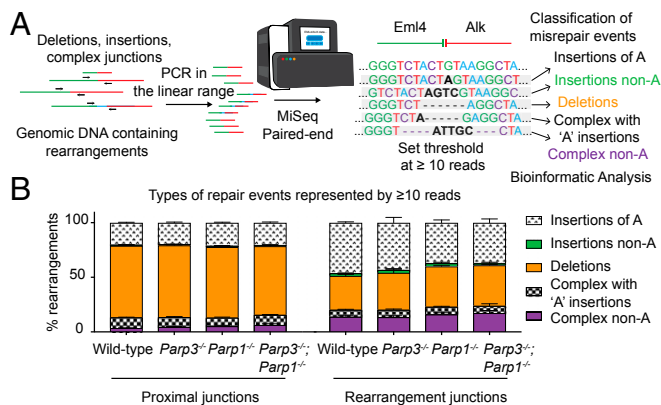 A
Deletions, insertions,
complex junctions
Genomic DNA containing
rearrangements
PCR in
the linear range
MiSeq
Paired-end
Eml4 Alk
...GGGTCTACTGTAAGGCTA...
...GGGTCTACTAGTAAGGCT...
...GTCTACTAGTCGTAAGGC...
...GGGTCT-----AGGCTA...
...GGGTCTA----GAGGCTA...
...GGGT---ATTGC---CTA...
Set threshold
at ≥ 10 reads
Classification of
misrepair events
Insertions of A
Insertions non-A
Deletions
Complex with
‘A’ insertions
Complex non-A
Bioinformatic Analysis
B
Types of repair events represented by ≥10 reads
% rearrangements
100
50
0
Wild-type Parp3-/- Parp1-/- Parp3-/-; Parp1-/-
Proximal junctions
Wild-type Parp3-/- Parp1-/- Parp3-/-; Parp1-/-
Rearrangement junctions
Insertions of A
Insertions non-A
Deletions
Complex with
‘A’ insertions
Complex non-A